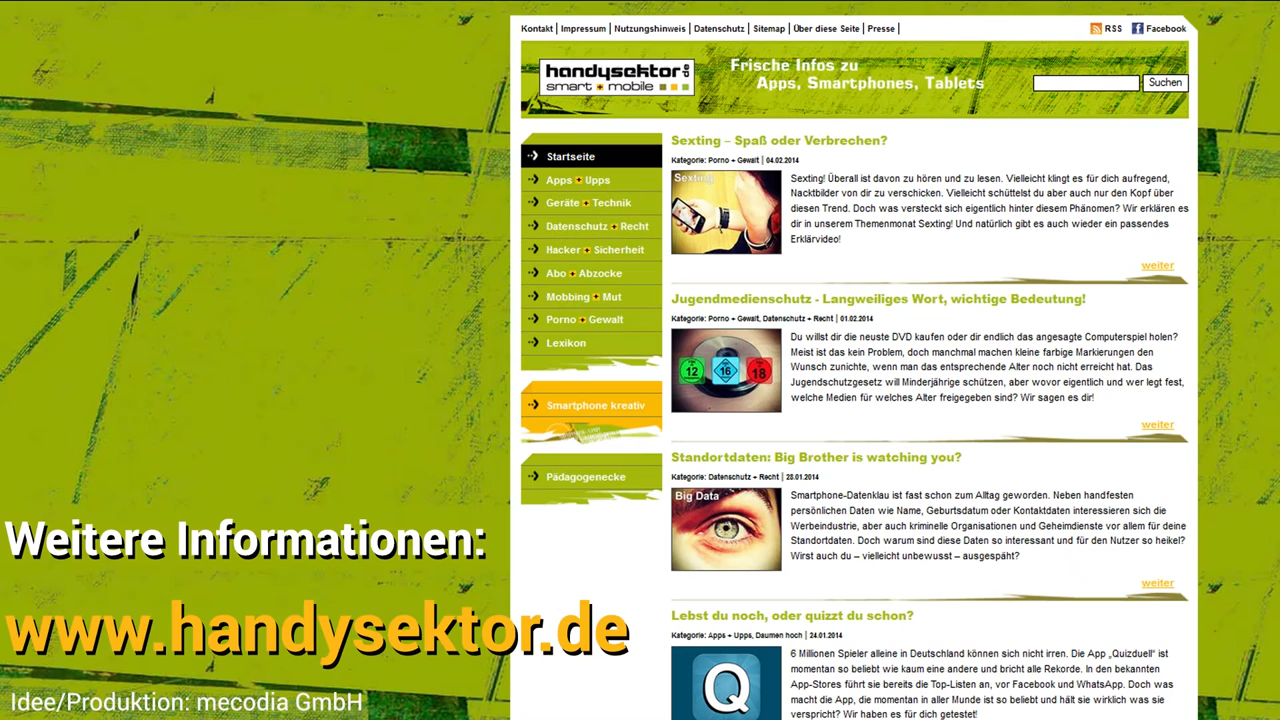 Kontakt | Impressum | Nutzungshinweis | Datenschutz | Sitemap | Über diese Seite | Presse |
RSS Facebook
handysektor.de
smart + mobile
Frische Infos zu
Apps, Smartphones, Tablets
Suchen
Startseite
Apps + Upps
Geräte + Technik
Datenschutz + Recht
Hacker + Sicherheit
Abo + Abzocke
Mobbing + Mut
Porno + Gewalt
Lexikon
Smartphone kreativ
Pädagogenecke
Sexting – Spaß oder Verbrechen?
Kategorie: Porno + Gewalt | 04.02.2014
Sexting
Sexting! Überall ist davon zu hören und zu lesen. Vielleicht klingt es für dich aufregend,
Nacktbilder von dir zu verschicken. Vielleicht schüttelst du aber auch nur den Kopf über
diesen Trend. Doch was versteckt sich eigentlich hinter diesem Phänomen? Wir erklären es
dir in unserem Themenmonat Sexting! Und natürlich gibt es auch wieder ein passendes
Erklärvideo!
weiter
Jugendmedienschutz - Langweiliges Wort, wichtige Bedeutung!
Kategorie: Porno + Gewalt, Datenschutz + Recht | 01.02.2014
12 16 18
Du willst dir die neuste DVD kaufen oder dir endlich das angesagte Computerspiel holen?
Meist ist das kein Problem, doch manchmal machen kleine farbige Markierungen den
Wunsch zunichte, wenn man das entsprechende Alter noch nicht erreicht hat. Das
Jugendschutzgesetz will Minderjährige schützen, aber wovor eigentlich und wer legt fest,
welche Medien für welches Alter freigegeben sind? Wir sagen es dir!
weiter
Standortdaten: Big Brother is watching you?
Kategorie: Datenschutz + Recht | 28.01.2014
Big Data
Smartphone-Datenklau ist fast schon zum Alltag geworden. Neben handfesten
persönlichen Daten wie Name, Geburtsdatum oder Kontaktdaten interessieren sich die
Werbeindustrie, aber auch kriminelle Organisationen und Geheimdienste vor allem für deine
Standortdaten. Doch warum sind diese Daten so interessant und für den Nutzer so heikel?
Wirst auch du – vielleicht unbewusst – ausgespäht?
weiter
Lebst du noch, oder quizzt du schon?
Kategorie: Apps + Upps, Daumen hoch | 24.01.2014
Q
6 Millionen Spieler alleine in Deutschland können sich nicht irren. Die App „Quizduell“ ist
momentan so beliebt wie kaum eine andere und bricht alle Rekorde. In den bekannten
App-Stores führt sie bereits die Top-Listen an, vor Facebook und WhatsApp. Doch was
macht die App, die momentan in aller Munde ist so beliebt und hält sie wirklich was sie
verspricht? Wir haben es für dich getestet!
Weitere Informationen:
www.handysektor.de
Idee/Produktion: mecodia GmbH